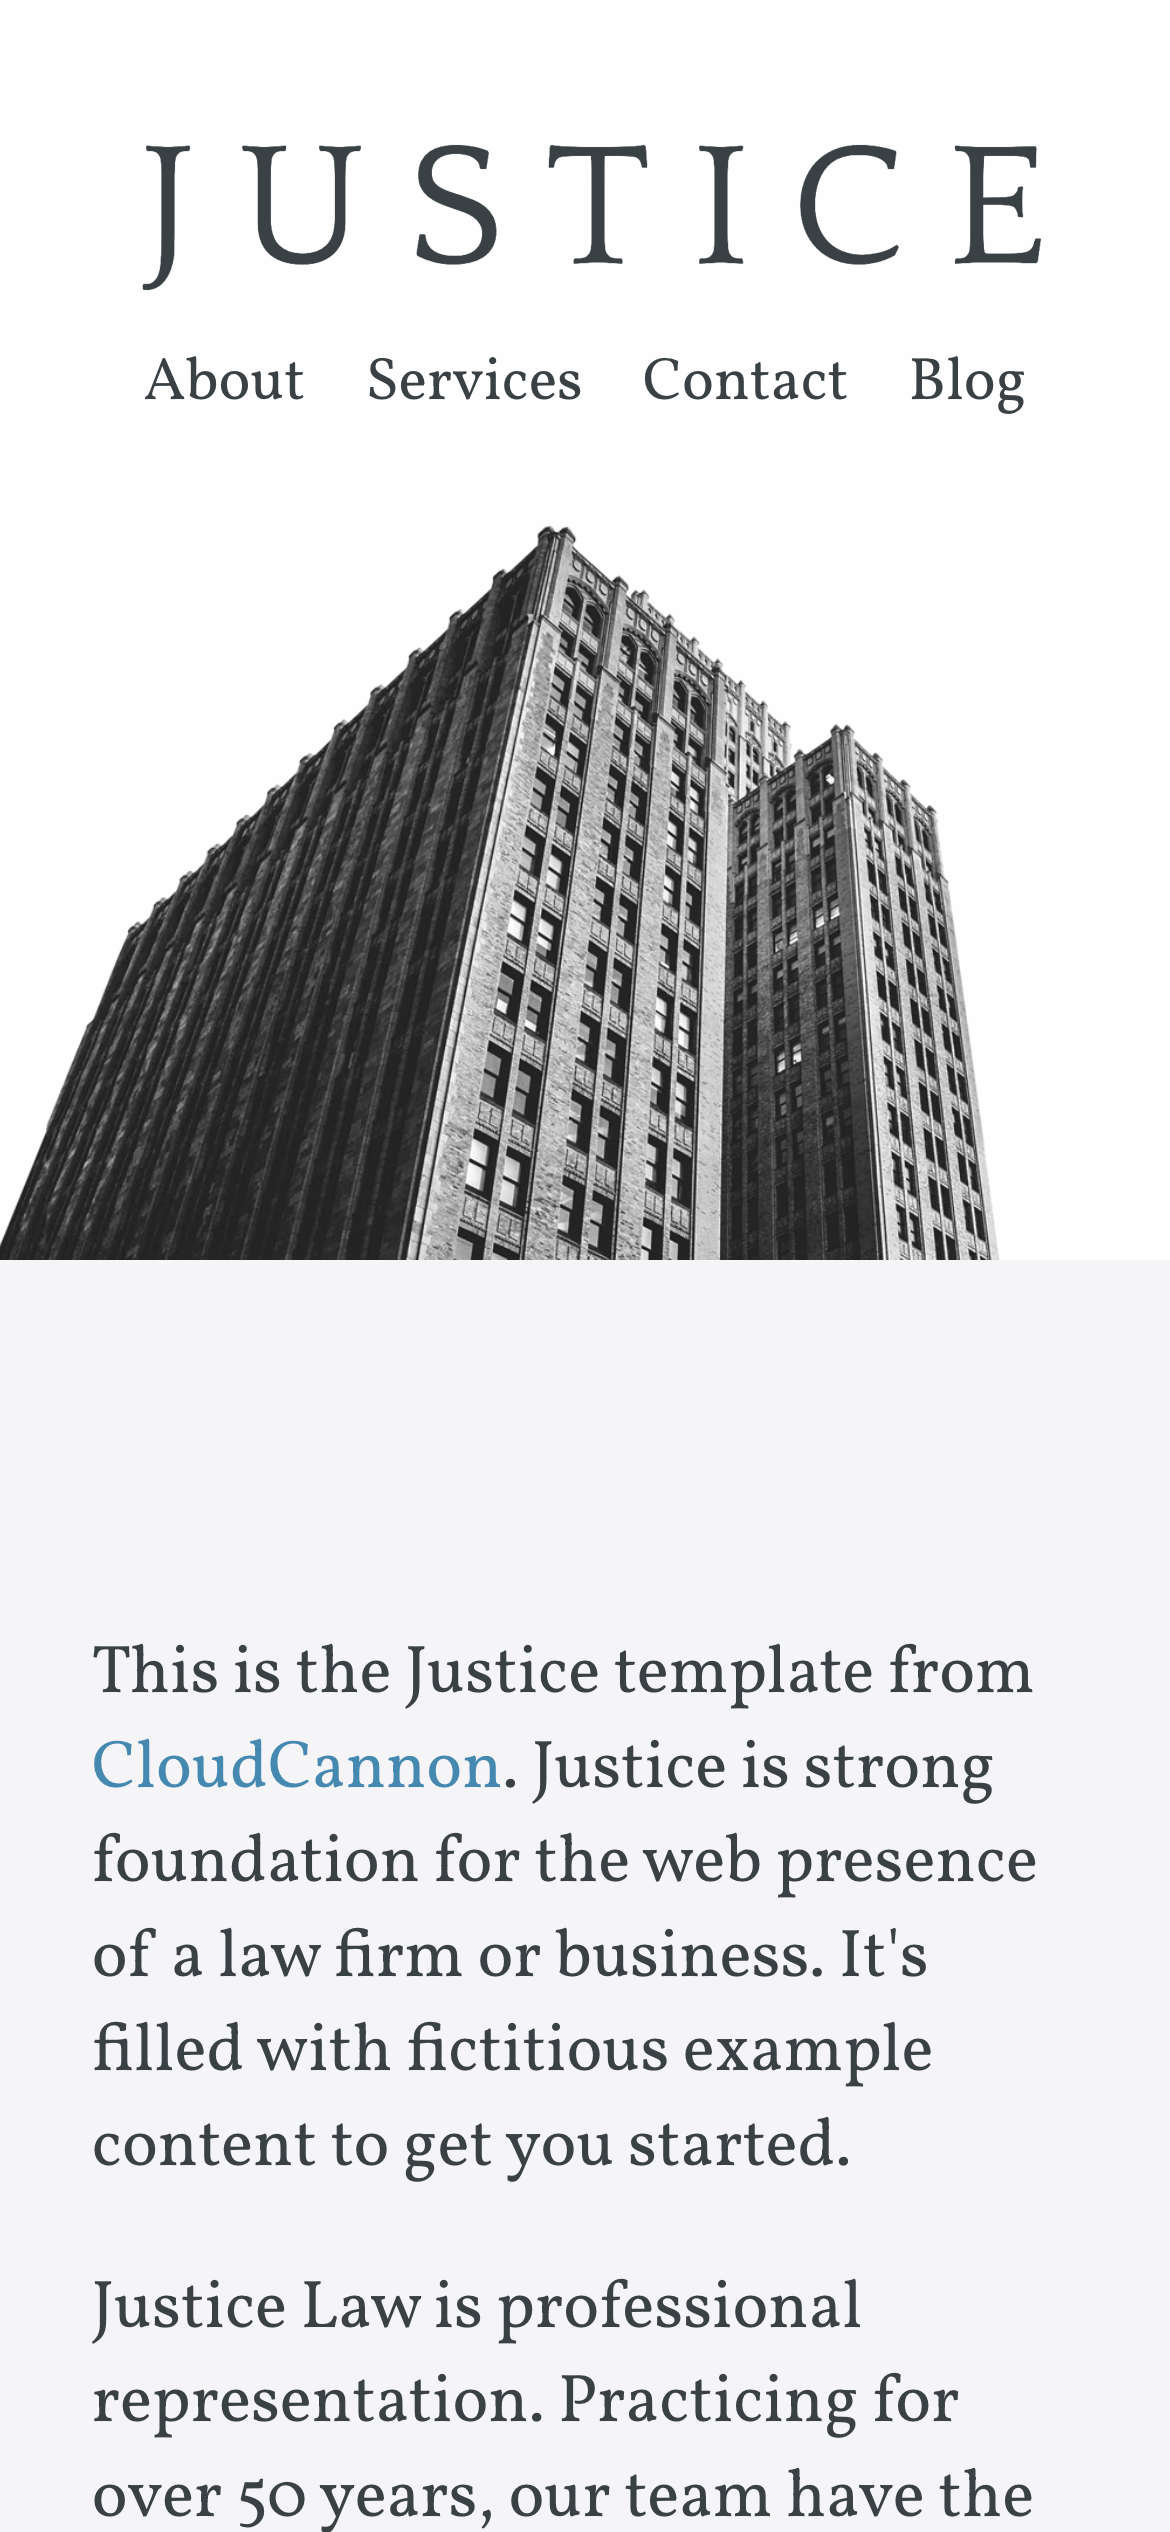 JUSTICE
About Services Contact Blog
This is the Justice template from
CloudCannon. Justice is strong
foundation for the web presence
of a law firm or business. It's
filled with fictitious example
content to get you started.
Justice Law is professional
representation. Practicing for
over 50 years, our team have the